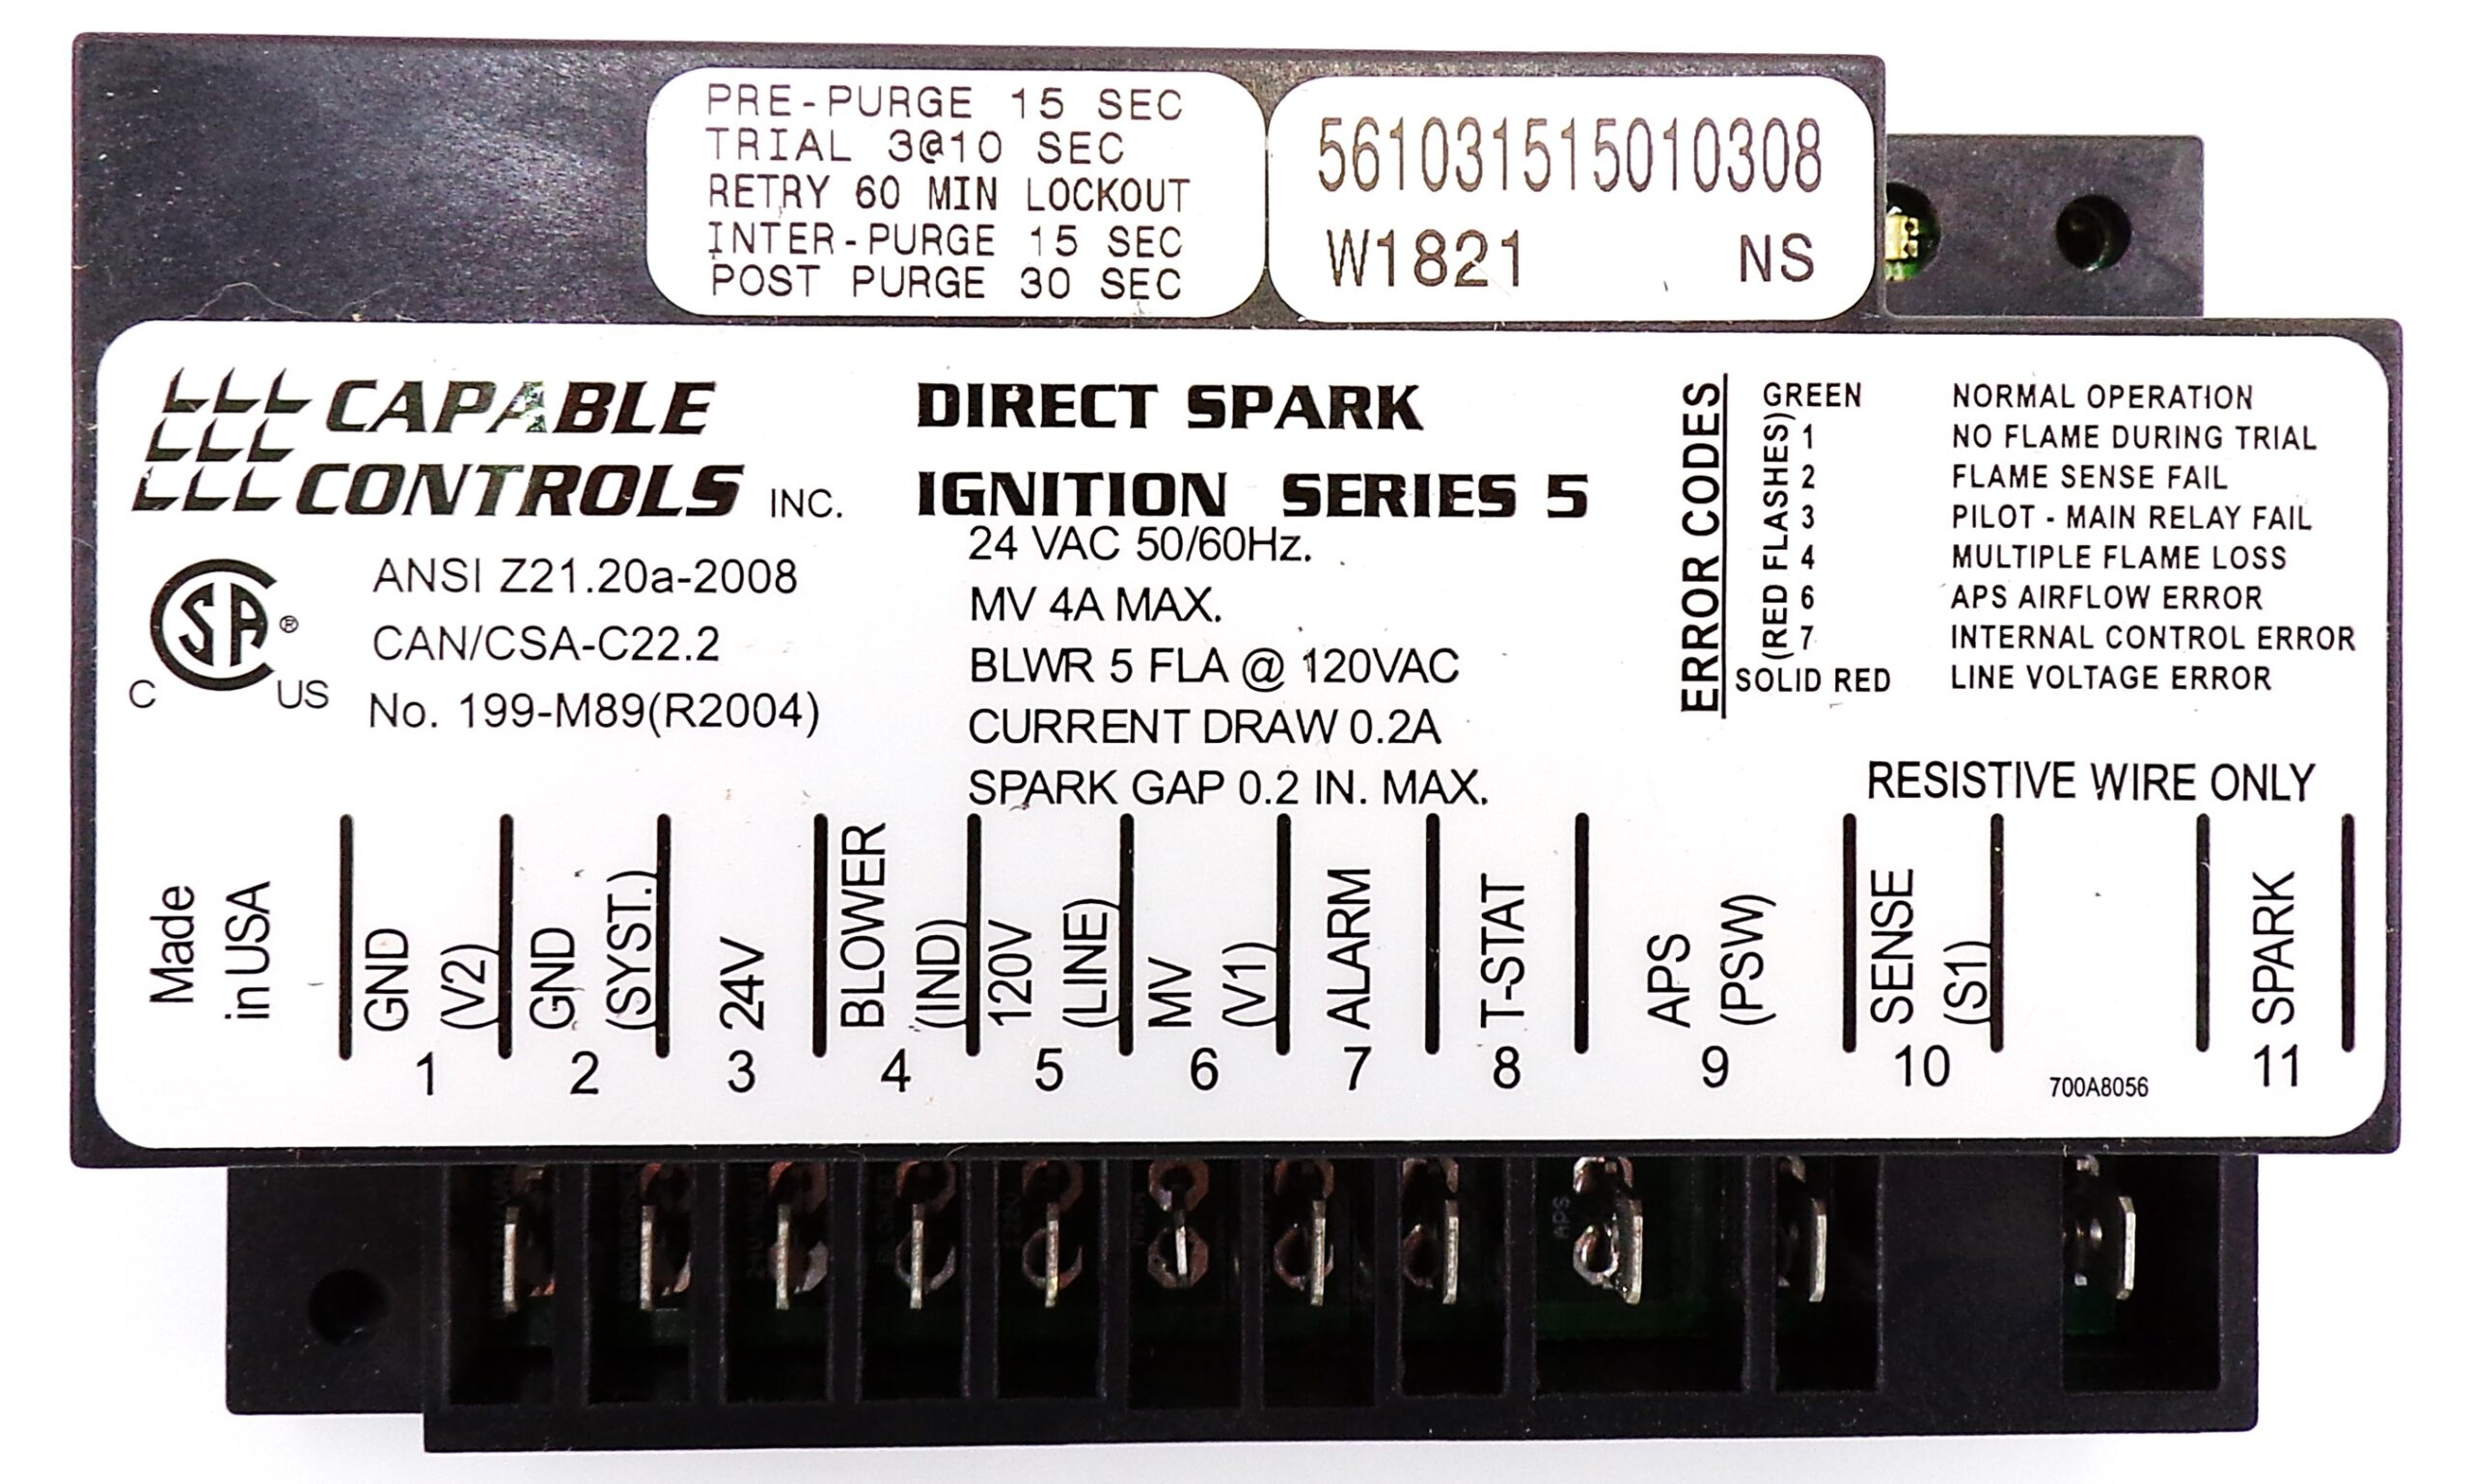 PRE-PURGE 15 SEC
TRIAL 3@10 SEC
RETRY 60 MIN LOCKOUT
INTER-PURGE 15 SEC
POST PURGE 30 SEC
561031515010308
W1821 NS
CAPABLE
CONTROLS INC.
DIRECT SPARK
IGNITION SERIES 5
24 VAC 50/60Hz.
MV 4A MAX.
BLWR 5 FLA @ 120VAC
CURRENT DRAW 0.2A
SPARK GAP 0.2 IN. MAX.
CSA®
C US
ANSI Z21.20a-2008
CAN/CSA-C22.2
No. 199-M89(R2004)
ERROR CODES
(RED FLASHES)
GREEN NORMAL OPERATION
1 NO FLAME DURING TRIAL
2 FLAME SENSE FAIL
3 PILOT - MAIN RELAY FAIL
4 MULTIPLE FLAME LOSS
6 APS AIRFLOW ERROR
7 INTERNAL CONTROL ERROR
SOLID RED LINE VOLTAGE ERROR
RESISTIVE WIRE ONLY
Made
in USA
GND
(V2)
1
GND
(SYST.)
2
24V
3
BLOWER
(IND)
4
120V
(LINE)
5
MV
(V1)
6
ALARM
7
T-STAT
8
APS
(PSW)
9
SENSE
(S1)
10
700A8056
SPARK
11
APS